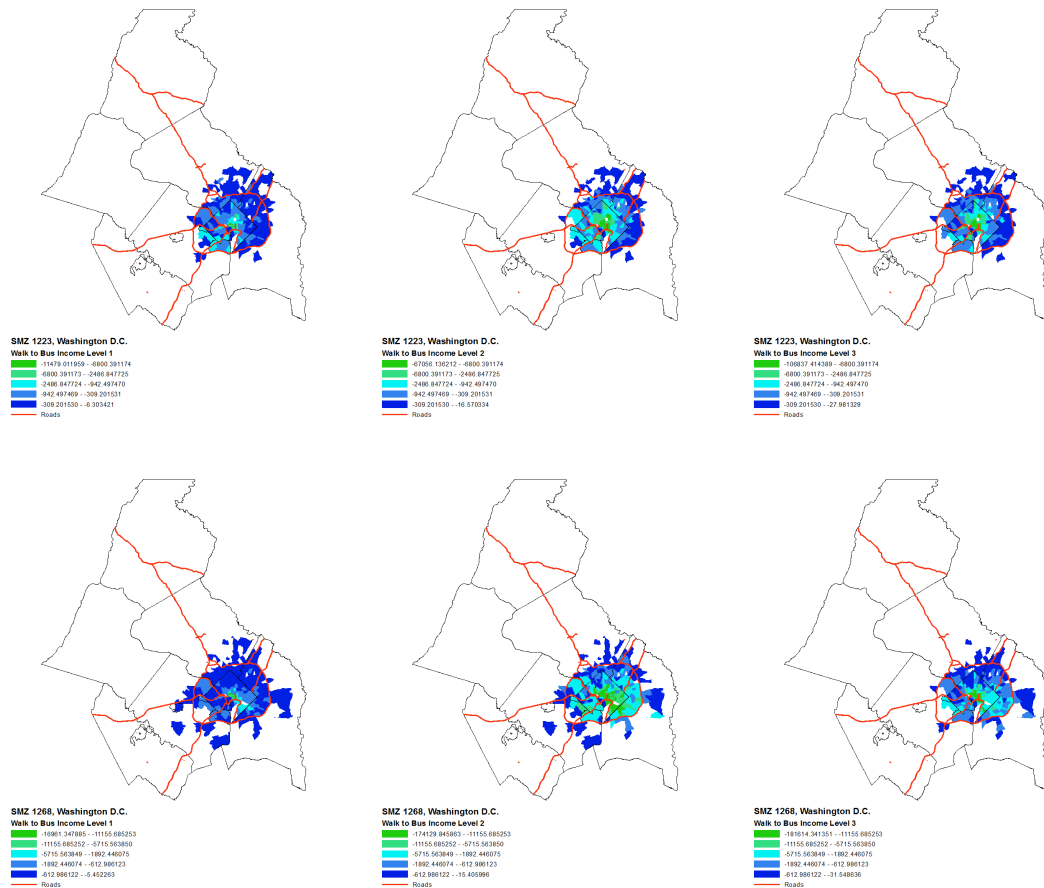 SMZ 1223, Washington D.C.
Walk to Bus Income Level 1
-11479.011959 - -6800.391174
-6800.391173 - -2486.847725
-2486.847724 - -942.497470
-942.497469 - -309.201531
-309.201530 - -6.303421
Roads
SMZ 1223, Washington D.C.
Walk to Bus Income Level 2
-67056.136212 - -6800.391174
-6800.391173 - -2486.847725
-2486.847724 - -942.497470
-942.497469 - -309.201531
-309.201530 - -16.570334
Roads
SMZ 1223, Washington D.C.
Walk to Bus Income Level 3
-106837.414389 - -6800.391174
-6800.391173 - -2486.847725
-2486.847724 - -942.497470
-942.497469 - -309.201531
-309.201530 - -27.981329
Roads
SMZ 1268, Washington D.C.
Walk to Bus Income Level 1
-16961.347885 - -11155.685253
-11155.685252 - -5715.563850
-5715.563849 - -1892.446075
-1892.446074 - -612.986123
-612.986122 - -5.452263
Roads
SMZ 1268, Washington D.C.
Walk to Bus Income Level 2
-174129.845863 - -11155.685253
-11155.685252 - -5715.563850
-5715.563849 - -1892.446075
-1892.446074 - -612.986123
-612.986122 - -15.405996
Roads
SMZ 1268, Washington D.C.
Walk to Bus Income Level 3
-181614.341351 - -11155.685253
-11155.685252 - -5715.563850
-5715.563849 - -1892.446075
-1892.446074 - -612.986123
-612.986122 - -31.548636
Roads